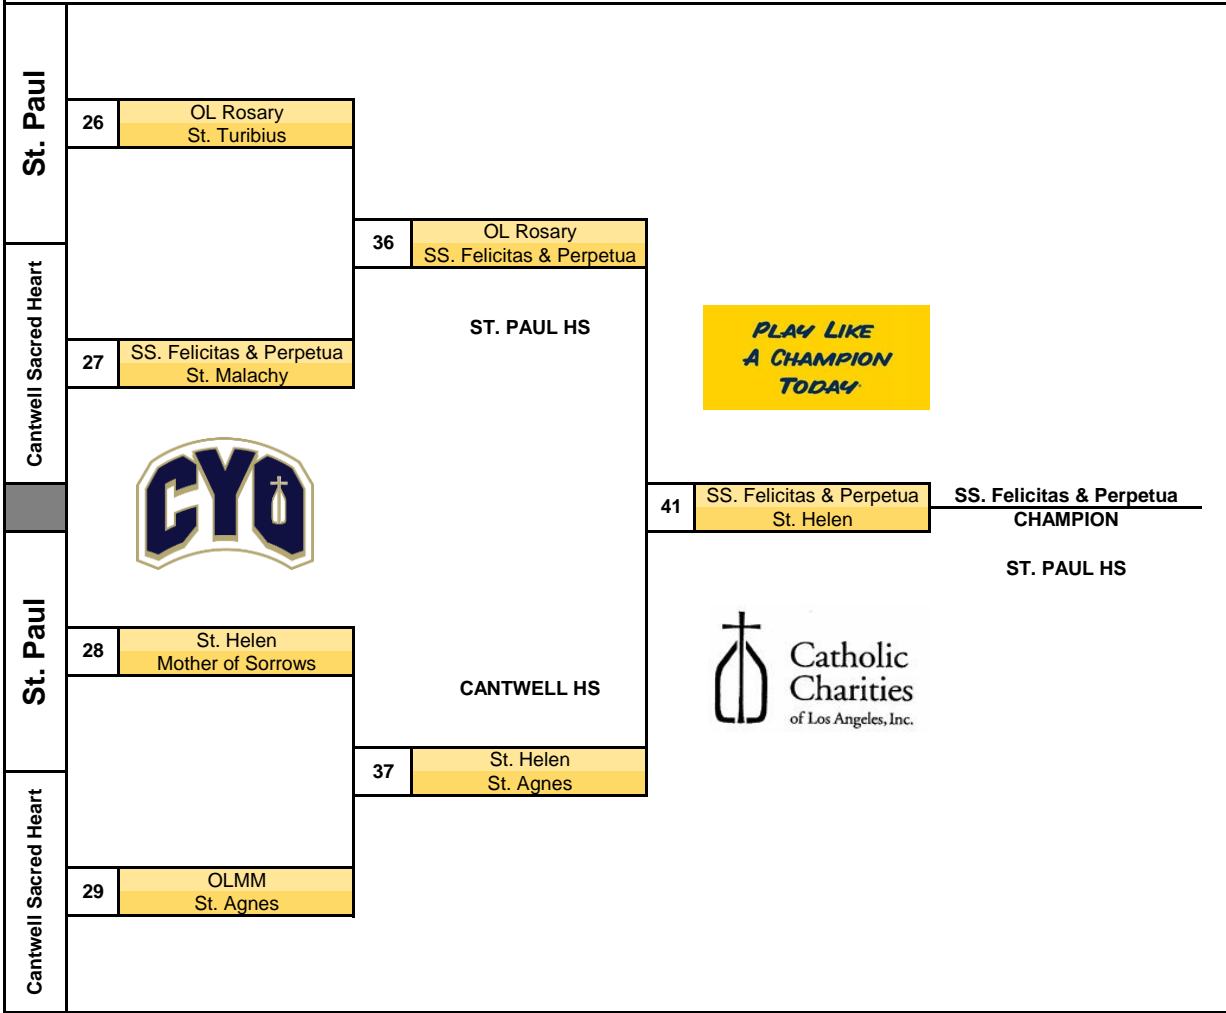 St. Paul
26
OL Rosary
St. Turibius
36
OL Rosary
SS. Felicitas & Perpetua
Cantwell Sacred Heart
ST. PAUL HS
PLAY LIKE
A CHAMPION
TODAY
27
SS. Felicitas & Perpetua
St. Malachy
CYO
41
SS. Felicitas & Perpetua
St. Helen
SS. Felicitas & Perpetua
CHAMPION
ST. PAUL HS
St. Paul
28
St. Helen
Mother of Sorrows
CANTWELL HS
Catholic
Charities
of Los Angeles, Inc.
37
St. Helen
St. Agnes
Cantwell Sacred Heart
29
OLMM
St. Agnes